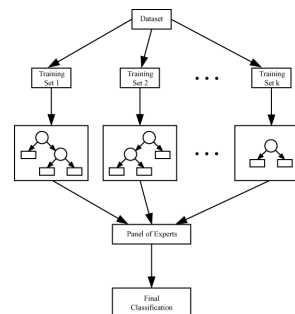 Dataset
Training
Set 1
Training
Set 2
Training
Set k
Panel of Experts
Final
Classification